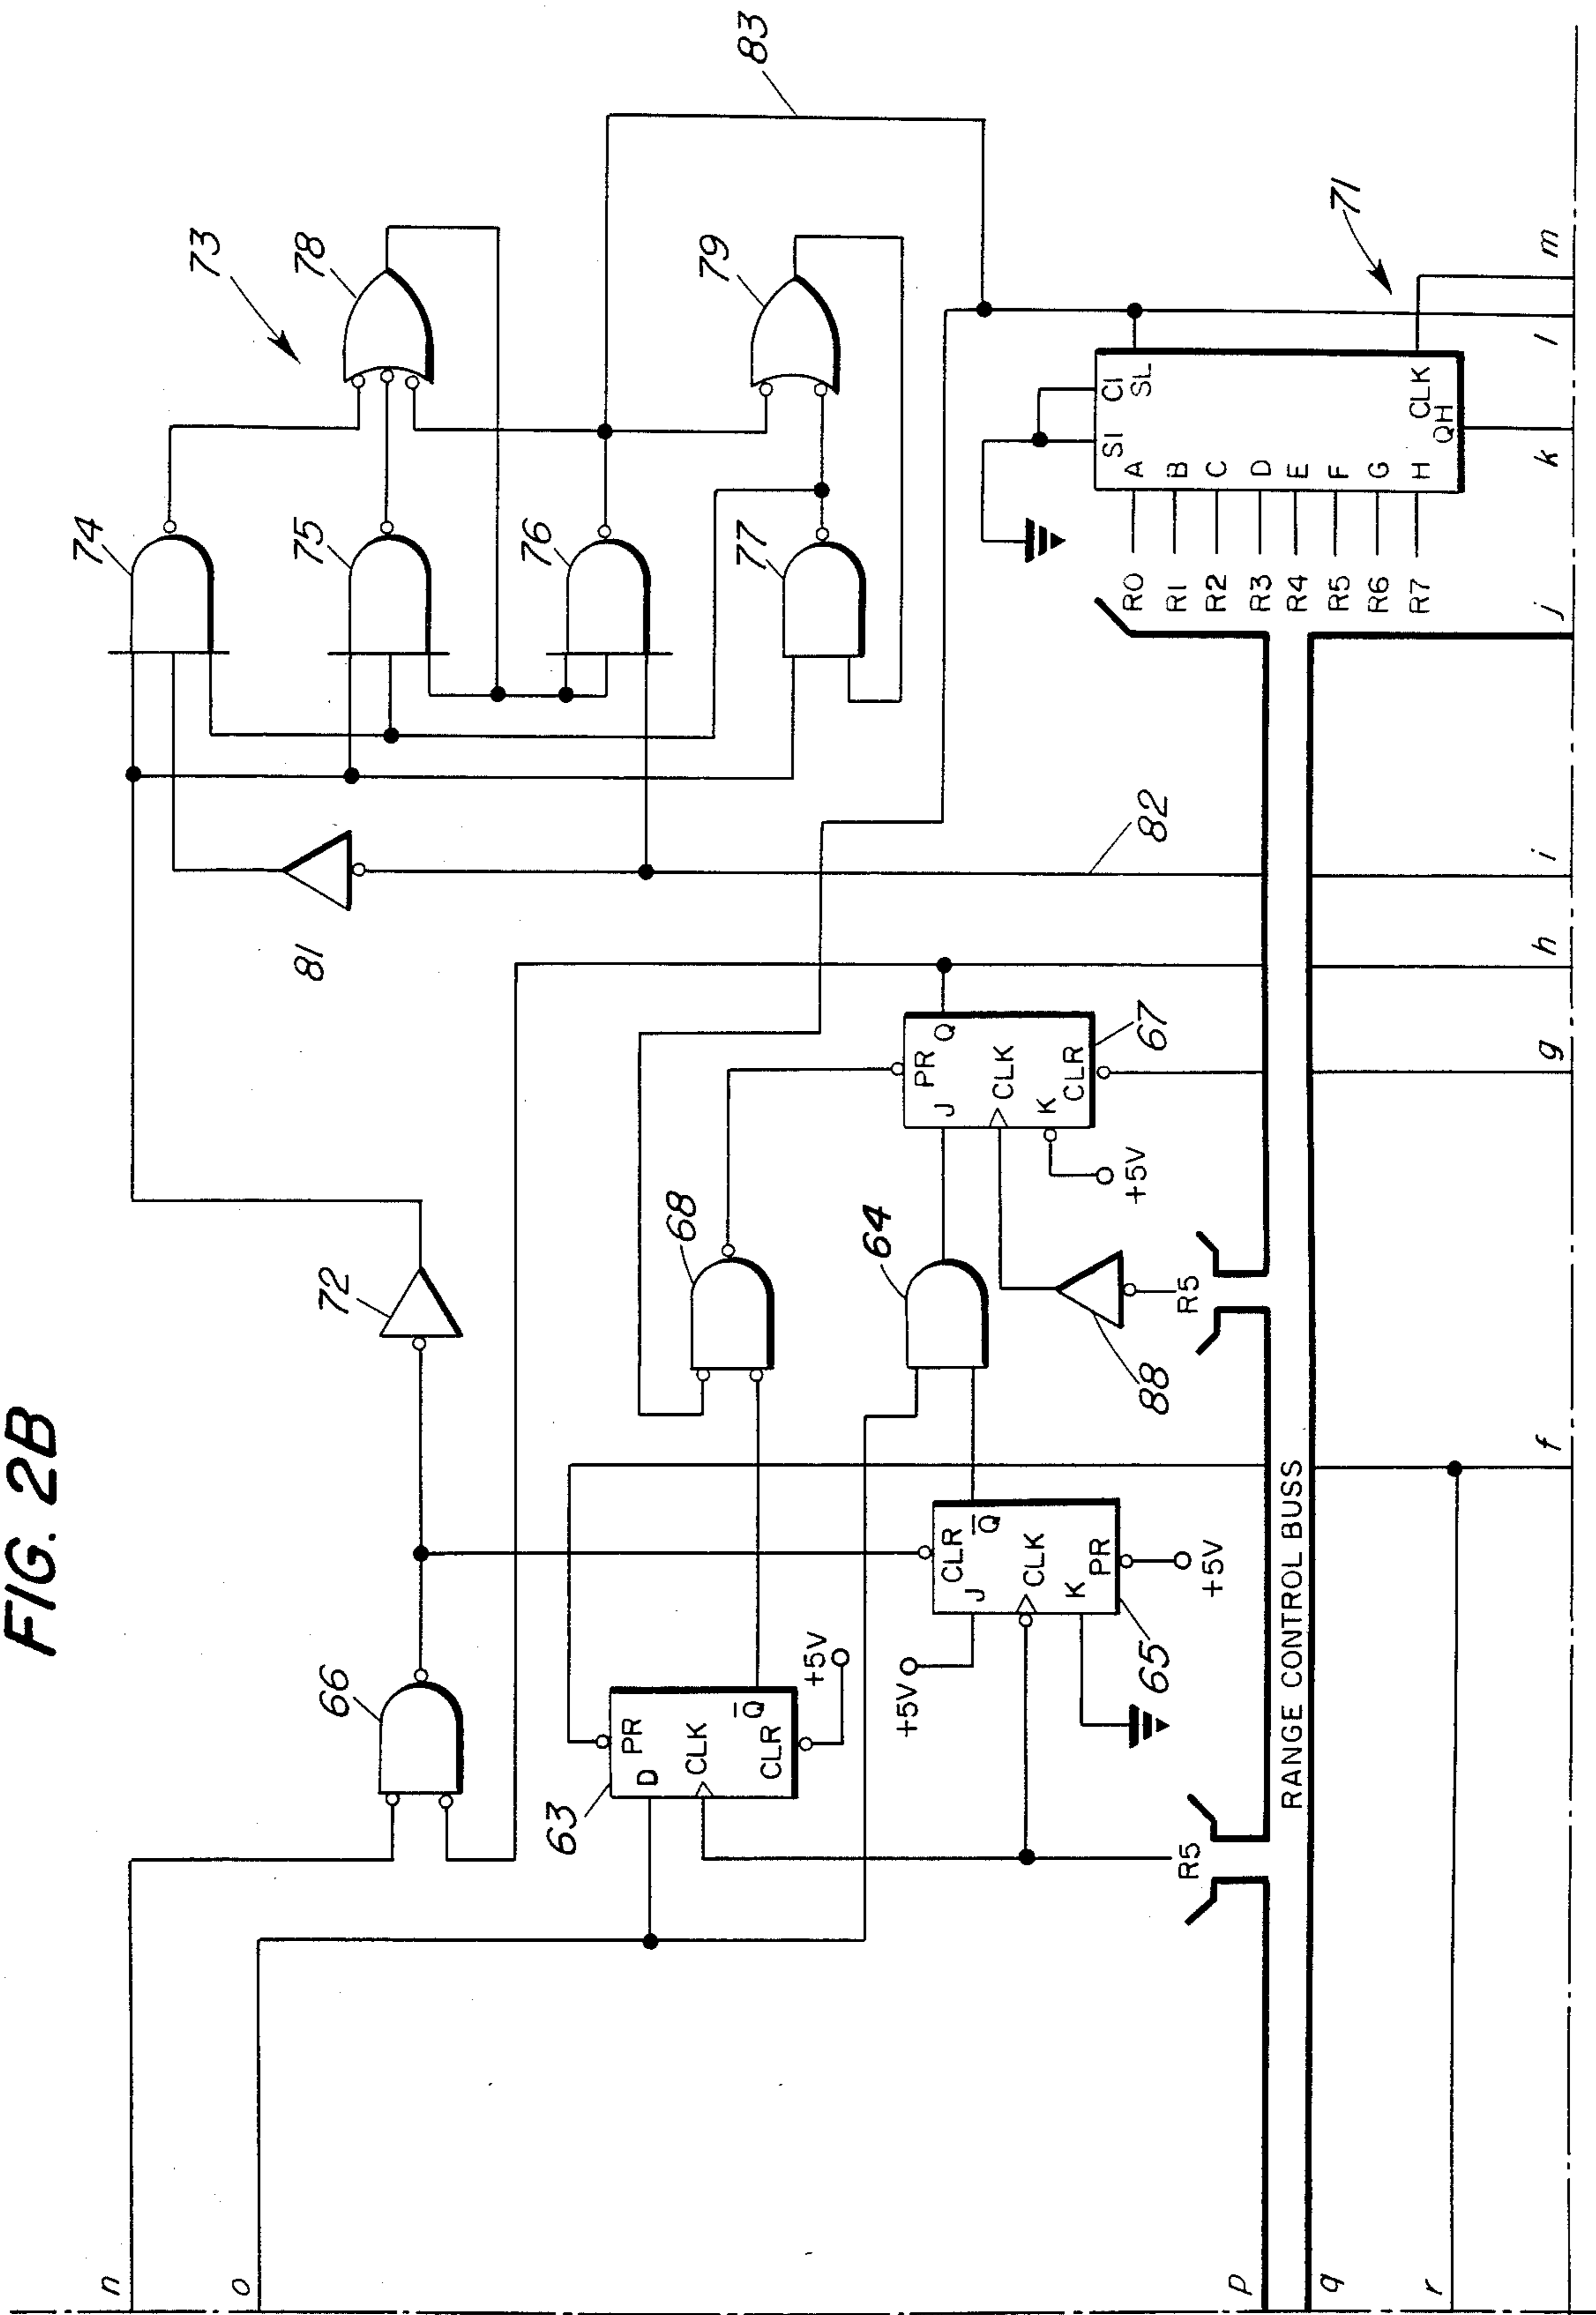 FIG. 2B
n
o
66
72
81
73
74
75
76
77
78
79
83
82
63
PR
D
CLK
Q̅
CLR
+5V
68
64
65
CLR
J
Q̅
CLK
K
PR
+5V
+5V
67
PR
Q
J
CLK
K
CLR
+5V
88
R5
R5
RANGE CONTROL BUSS
71
SI
CI
SL
A
B
C
D
E
F
G
H
CLK
QH
R0
R1
R2
R3
R4
R5
R6
R7
p
q
r
f
g
h
i
j
k
l
m